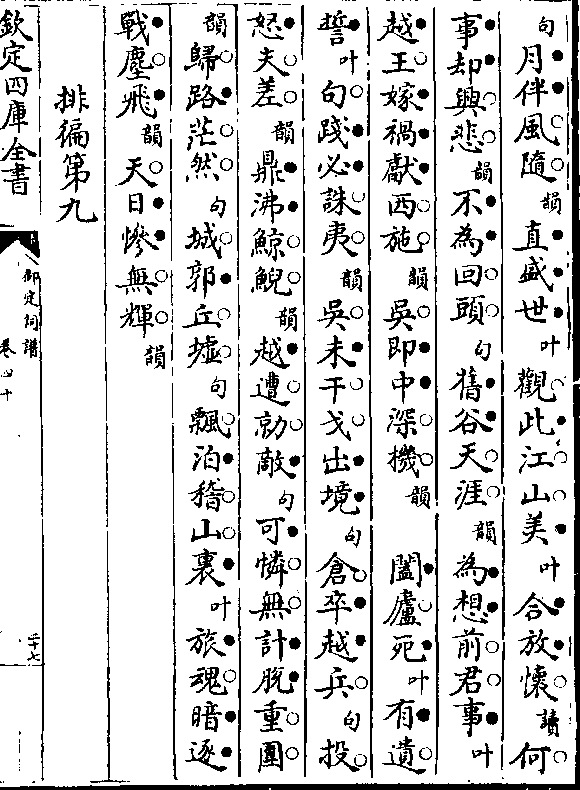 句月伴風隨韻直盛世叶觀此江山美叶合放懷讀何
事却興悲韻不為回頭句舊谷天涯韻為想前君事叶
越王嫁禍獻西施韻吳即中深機韻闔廬死叶有遺
誓叶句踐必誅夷韻吳未干戈出境句倉卒越兵句投
怒夫差韻鼎沸鯨鯢韻越遭勍敵句可憐無計脫重圍
韻歸路茫然句城郭丘墟句飄泊稽山裏叶旅魂暗逐
戰塵飛韻天日慘無輝韻
排徧第九
欽定四庫全書
御定詞譜
卷四十
二十七